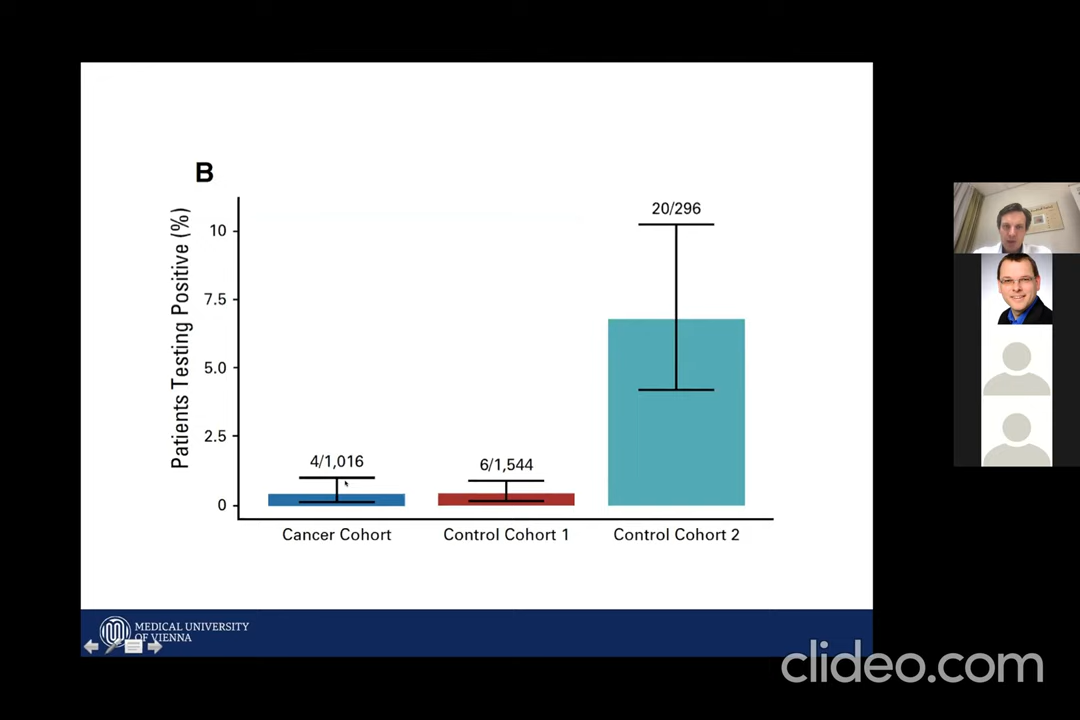 B
Patients Testing Positive (%)
10
7.5
5.0
2.5
0
4/1,016
6/1,544
20/296
Cancer Cohort
Control Cohort 1
Control Cohort 2
MEDICAL UNIVERSITY
OF VIENNA
clideo.com